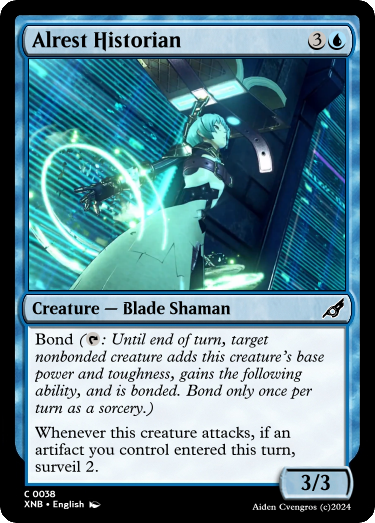 Alrest Historian 3
Creature — Blade Shaman
Bond (: Until end of turn, target
nonbonded creature adds this creature's base
power and toughness, gains the following
ability, and is bonded. Bond only once per
turn as a sorcery.)
Whenever this creature attacks, if an
artifact you control entered this turn,
surveil 2.
3/3
C 0038
XNB • English
Aiden Cvengros (c)2024